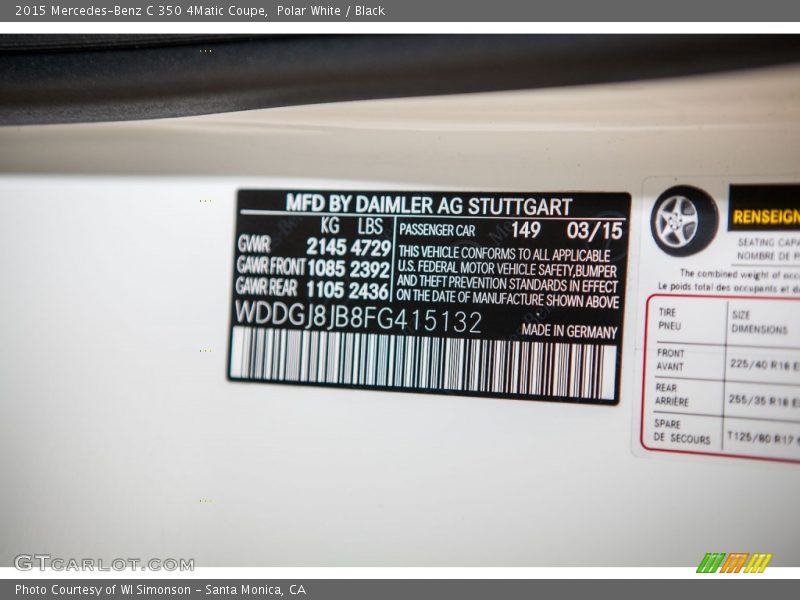 2015 Mercedes-Benz C 350 4Matic Coupe, Polar White / Black
MFD BY DAIMLER AG STUTTGART
KG LBS
GVWR 2145 4729
GAWR FRONT 1085 2392
GAWR REAR 1105 2436
PASSENGER CAR 149 03/15
THIS VEHICLE CONFORMS TO ALL APPLICABLE
U.S. FEDERAL MOTOR VEHICLE SAFETY,BUMPER
AND THEFT PREVENTION STANDARDS IN EFFECT
ON THE DATE OF MANUFACTURE SHOWN ABOVE
WDDGJ8JB8FG415132
MADE IN GERMANY
RENSEIGN
SEATING CAPA
NOMBRE DE P
The combined weight of occ
Le poids total des occupants et d
TIRE
PNEU
SIZE
DIMENSIONS
FRONT
AVANT
225/40 R18
REAR
ARRIÈRE
255/35 R18
SPARE
DE SECOURS
T125/80 R17
GTCARLOT.COM
Photo Courtesy of WI Simonson - Santa Monica, CA